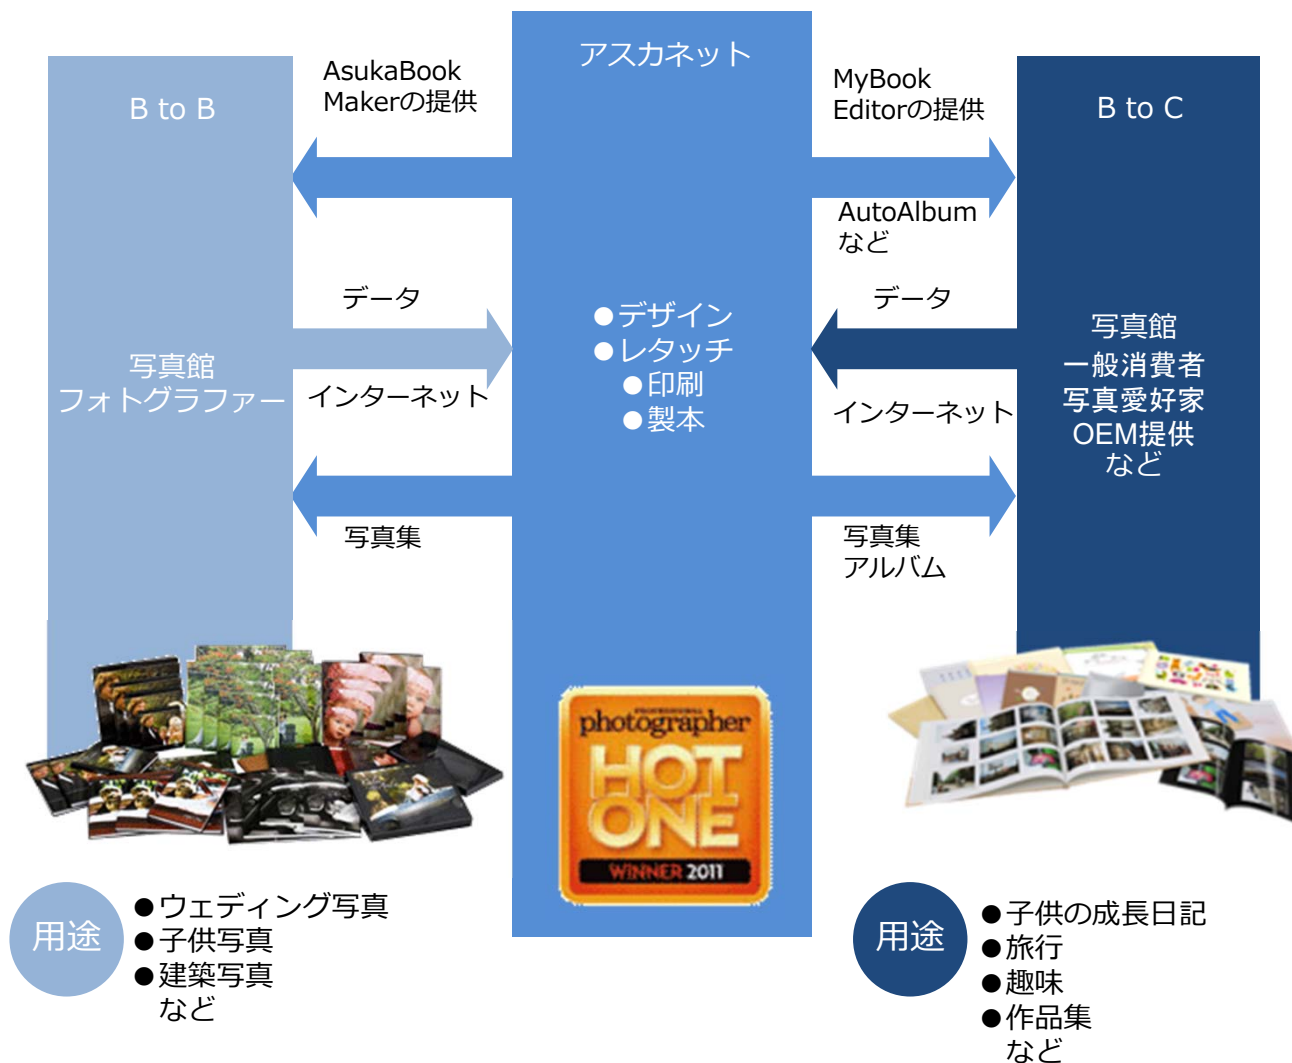 アスカネット
B to B
AsukaBook
Makerの提供
MyBook
Editorの提供
B to C
AutoAlbum
など
データ
データ
写真館
フォトグラファー
インターネット
●デザイン
●レタッチ
●印刷
●製本
インターネット
写真館
一般消費者
写真愛好家
OEM提供
など
写真集
写真集
アルバム
PROFESSIONAL
photographer
HOT
ONE
WINNER 2011
用途
●ウェディング写真
●子供写真
●建築写真
など
用途
●子供の成長日記
●旅行
●趣味
●作品集
など